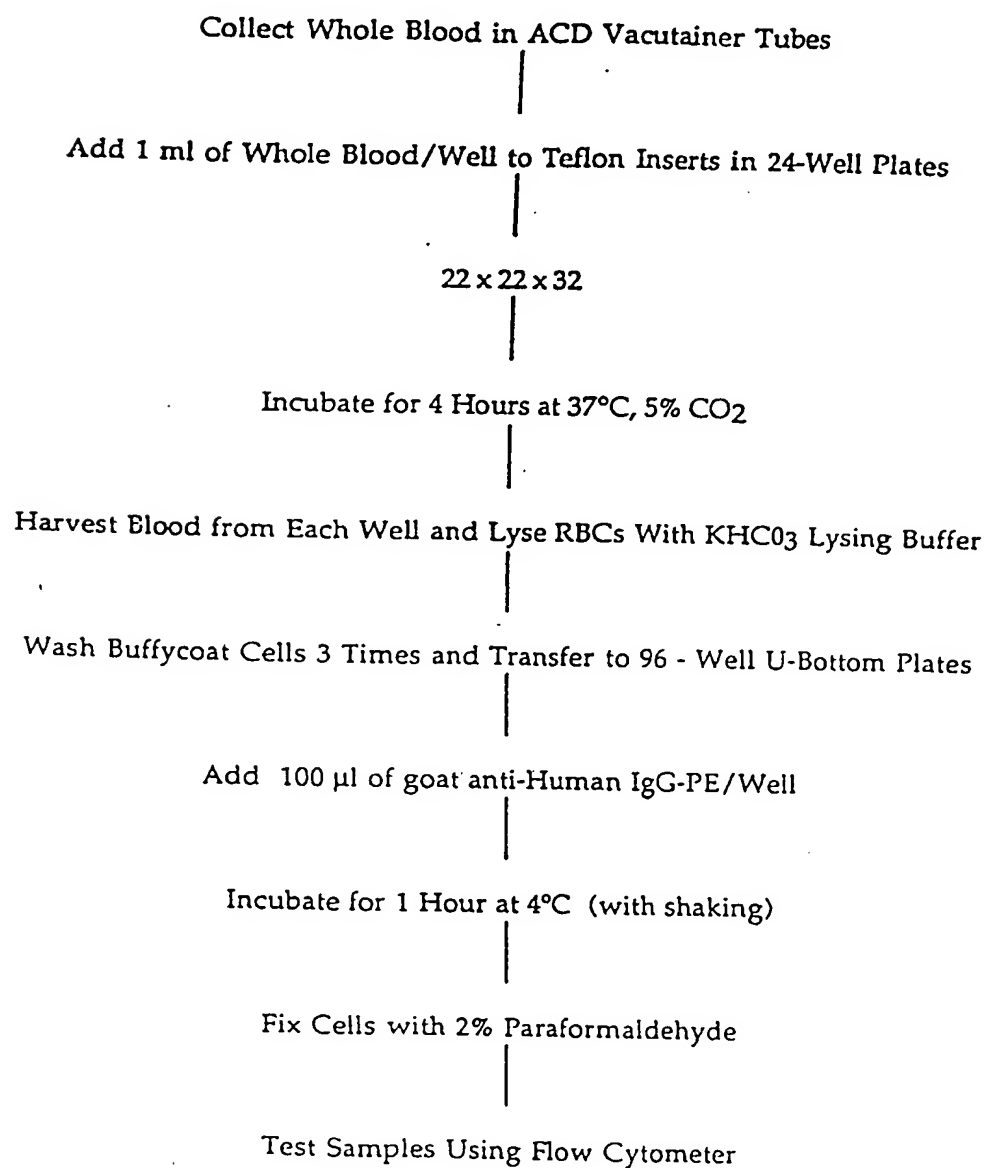 Collect Whole Blood in ACD Vacutainer Tubes
Add 1 ml of Whole Blood/Well to Teflon Inserts in 24-Well Plates
22 x 22 x 32
Incubate for 4 Hours at 37°C, 5% CO2
Harvest Blood from Each Well and Lyse RBCs With KHC03 Lysing Buffer
Wash Buffycoat Cells 3 Times and Transfer to 96 - Well U-Bottom Plates
Add 100 µl of goat anti-Human IgG-PE/Well
Incubate for 1 Hour at 4°C (with shaking)
Fix Cells with 2% Paraformaldehyde
Test Samples Using Flow Cytometer